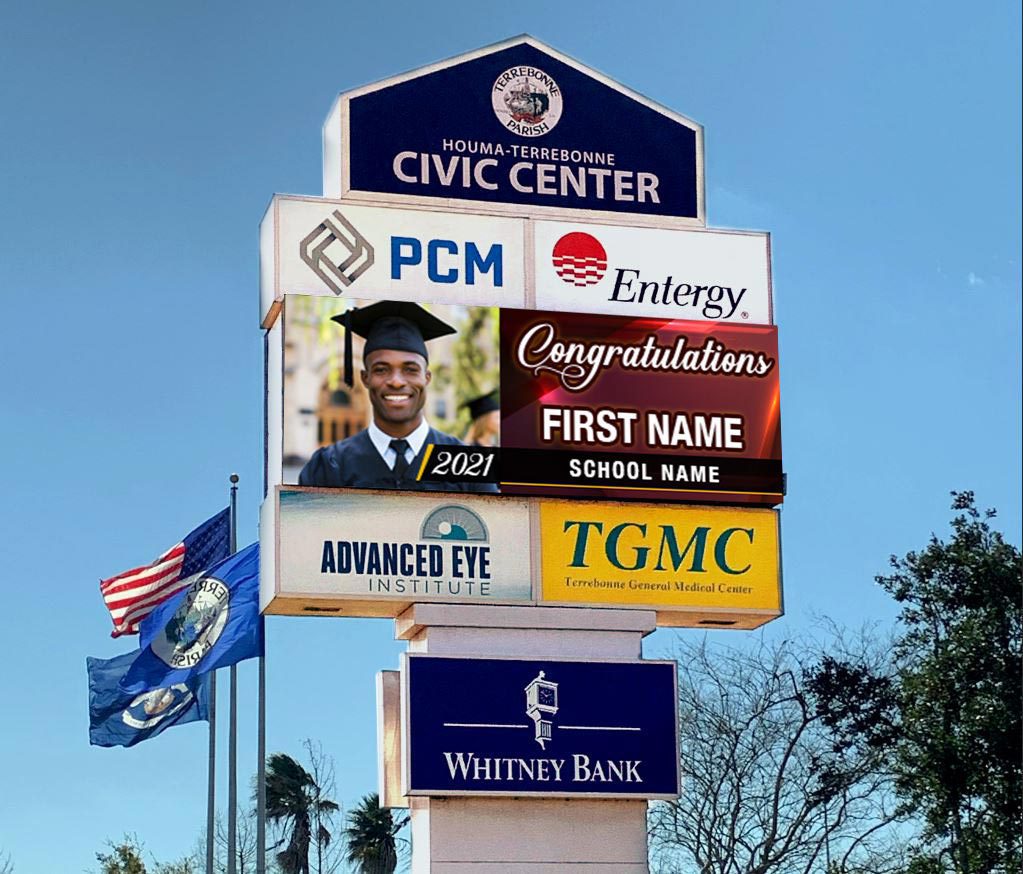 TERREBONNE
PARISH
HOUMA-TERREBONNE
CIVIC CENTER
PCM
Entergy®
Congratulations
FIRST NAME
2021
SCHOOL NAME
ADVANCED EYE
INSTITUTE
TGMC
Terrebonne General Medical Center
WHITNEY BANK